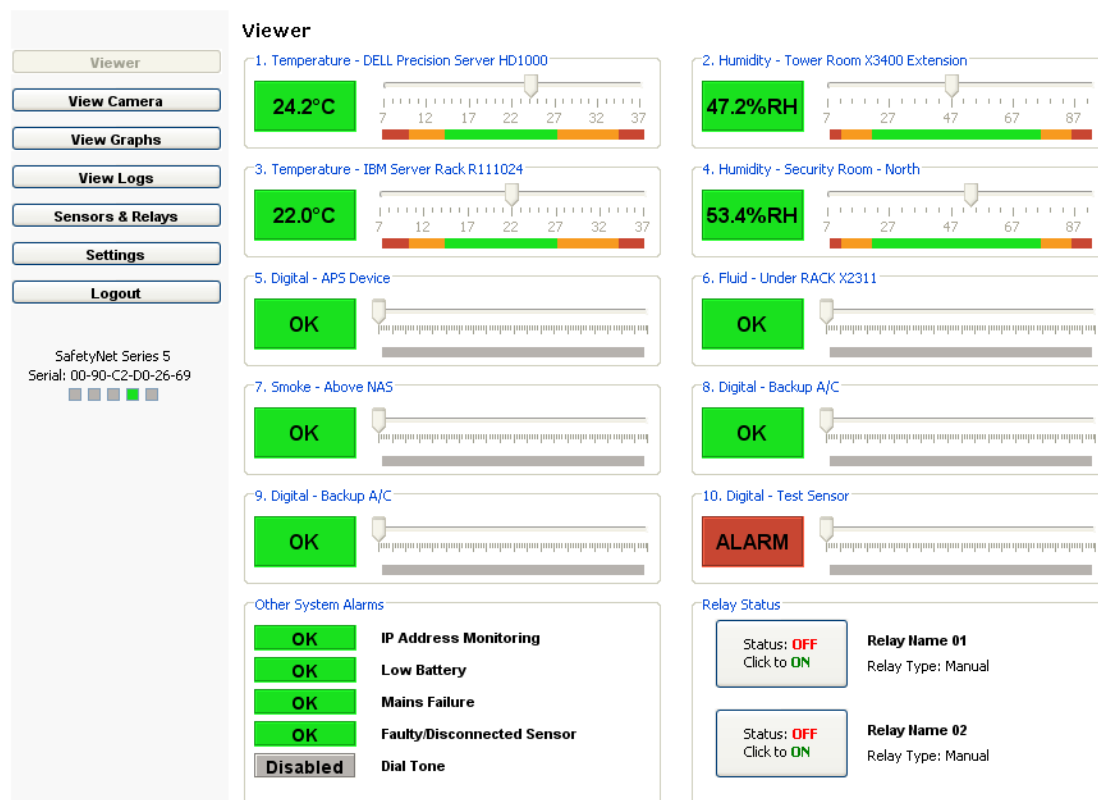 Viewer
Viewer
View Camera
View Graphs
View Logs
Sensors & Relays
Settings
Logout
SafetyNet Series 5
Serial: 00-90-C2-D0-26-69
1. Temperature - DELL Precision Server HD1000
24.2°C
7 12 17 22 27 32 37
2. Humidity - Tower Room X3400 Extension
47.2%RH
7 27 47 67 87
3. Temperature - IBM Server Rack R111024
22.0°C
7 12 17 22 27 32 37
4. Humidity - Security Room - North
53.4%RH
7 27 47 67 87
5. Digital - APS Device
OK
6. Fluid - Under RACK X2311
OK
7. Smoke - Above NAS
OK
8. Digital - Backup A/C
OK
9. Digital - Backup A/C
OK
10. Digital - Test Sensor
ALARM
Other System Alarms
OK IP Address Monitoring
OK Low Battery
OK Mains Failure
OK Faulty/Disconnected Sensor
Disabled Dial Tone
Relay Status
Status: OFF
Click to ON
Relay Name 01
Relay Type: Manual
Status: OFF
Click to ON
Relay Name 02
Relay Type: Manual